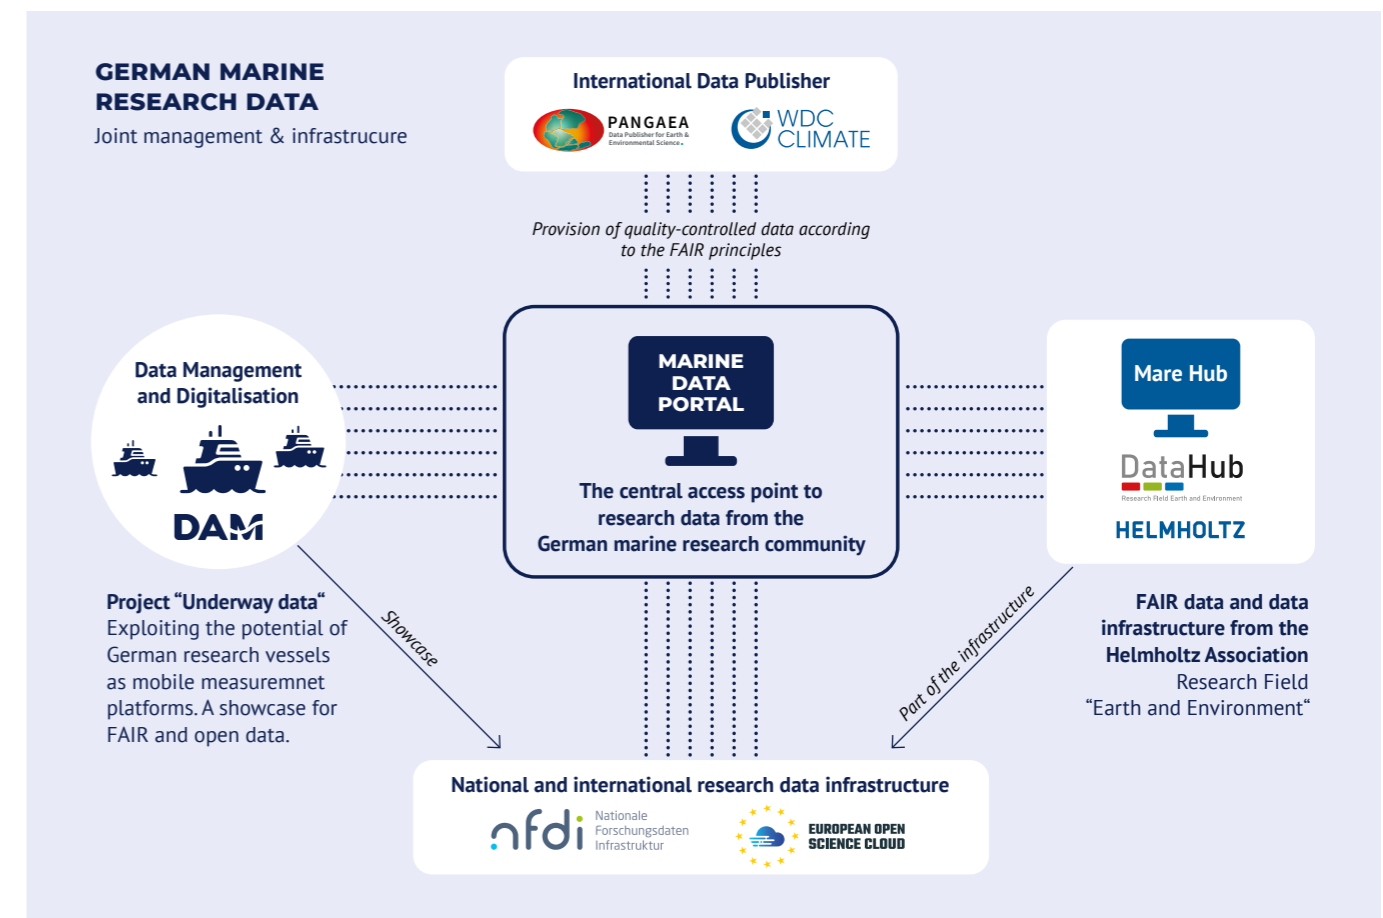 GERMAN MARINE
RESEARCH DATA
Joint management & infrastrucure
International Data Publisher
PANGAEA
Data Publisher for Earth &
Environmental Science
WDC
CLIMATE
Provision of quality-controlled data according
to the FAIR principles
Data Management
and Digitalisation
DAM
MARINE
DATA
PORTAL
The central access point to
research data from the
German marine research community
Mare Hub
DataHub
Research Field Earth and Environment
HELMHOLTZ
Project “Underway data“
Exploiting the potential of
German research vessels
as mobile measuremnet
platforms. A showcase for
FAIR and open data.
Showcase
Part of the infrastructure
FAIR data and data
infrastructure from the
Helmholtz Association
Research Field
“Earth and Environment“
National and international research data infrastructure
nfdi
Nationale
Forschungsdaten
Infrastruktur
EUROPEAN OPEN
SCIENCE CLOUD